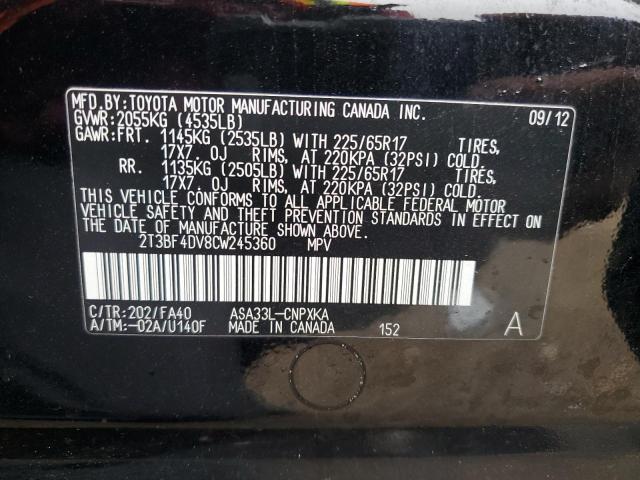 MFD.BY:TOYOTA MOTOR MANUFACTURING CANADA INC. 09/12
GVWR:2055KG (4535LB)
GAWR:FRT. 1145KG (2535LB) WITH 225/65R17 TIRES,
17X7.0J RIMS, AT 220KPA (32PSI) COLD.
RR. 1135KG (2505LB) WITH 225/65R17 TIRES,
17X7.0J RIMS, AT 220KPA (32PSI) COLD.
THIS VEHICLE CONFORMS TO ALL APPLICABLE FEDERAL MOTOR
VEHICLE SAFETY AND THEFT PREVENTION STANDARDS IN EFFECT ON
THE DATE OF MANUFACTURE SHOWN ABOVE.
2T3BF4DV8CW245360 MPV
C/TR:202/FA40 ASA33L-CNPXKA
A/TM:-02A/U140F MADE IN CANADA 152 A